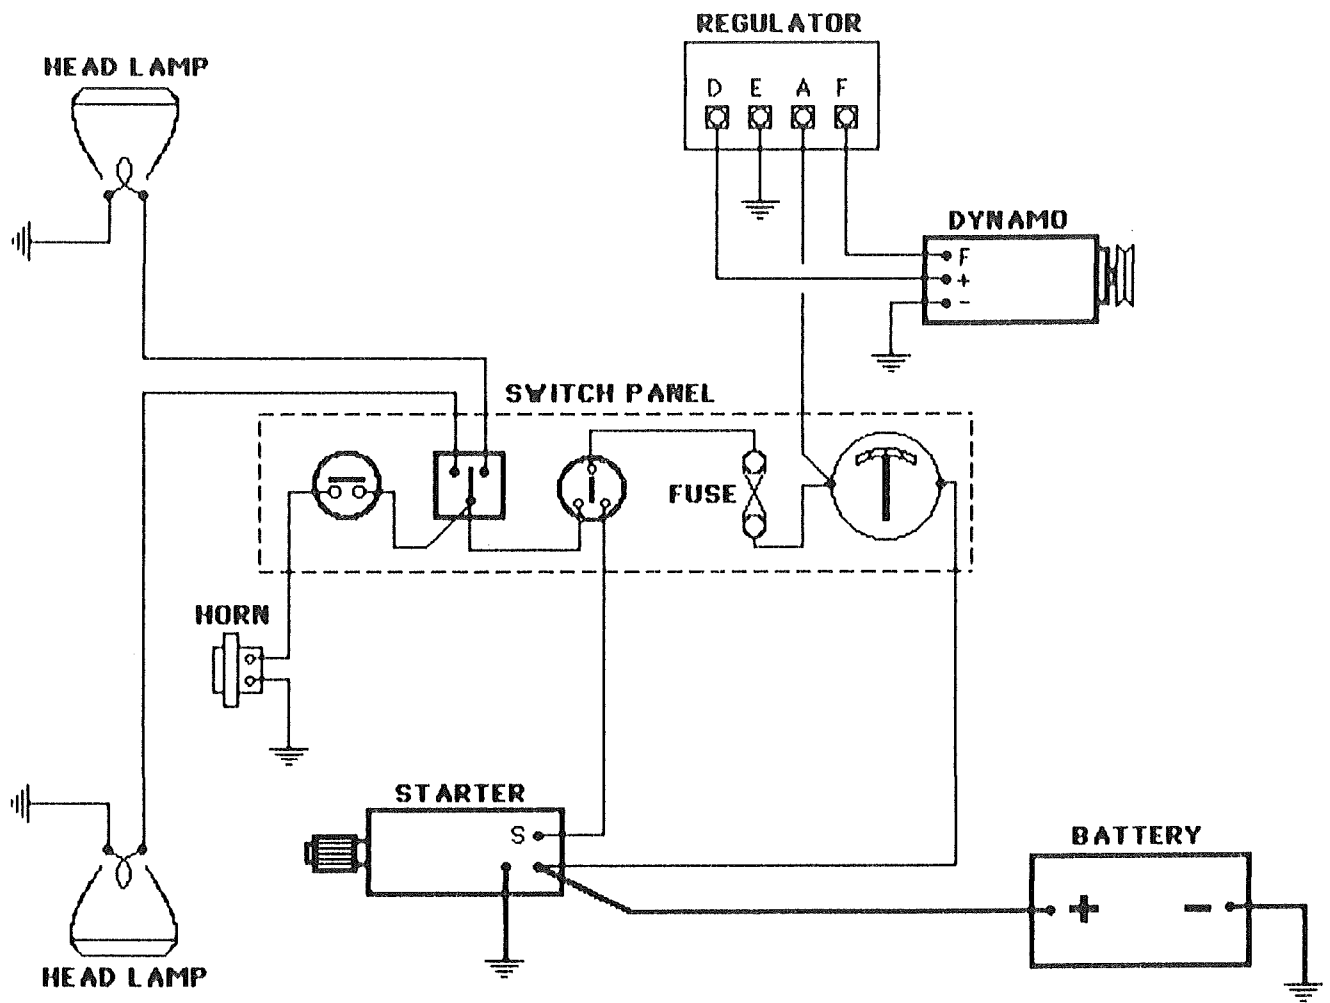 REGULATOR
HEAD LAMP
D E A F
DYNAMO
F
+
-
SWITCH PANEL
FUSE
HORN
STARTER
S
BATTERY
+ -
HEAD LAMP